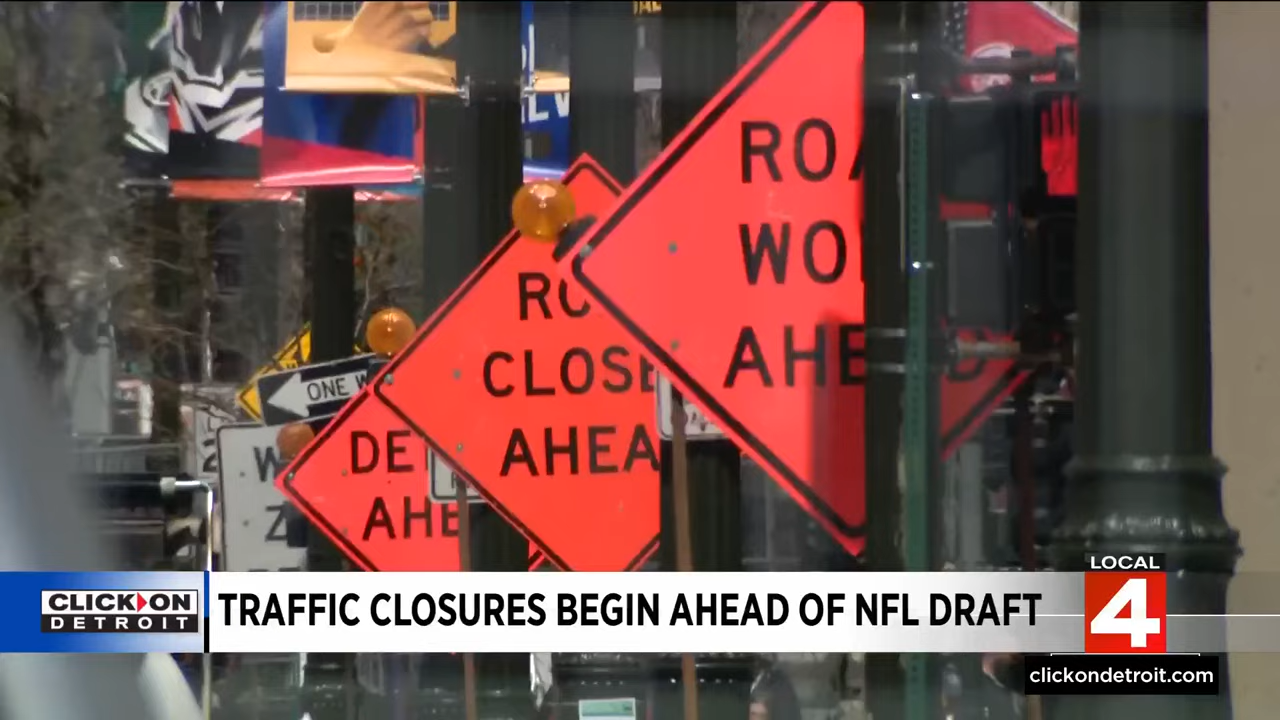 ROA
WO
AHE
D
RO
CLOSE
AHEA
ONE W
DE
AHE
W
Z
CLICK ON
DETROIT
TRAFFIC CLOSURES BEGIN AHEAD OF NFL DRAFT
LOCAL
4
clickondetroit.com